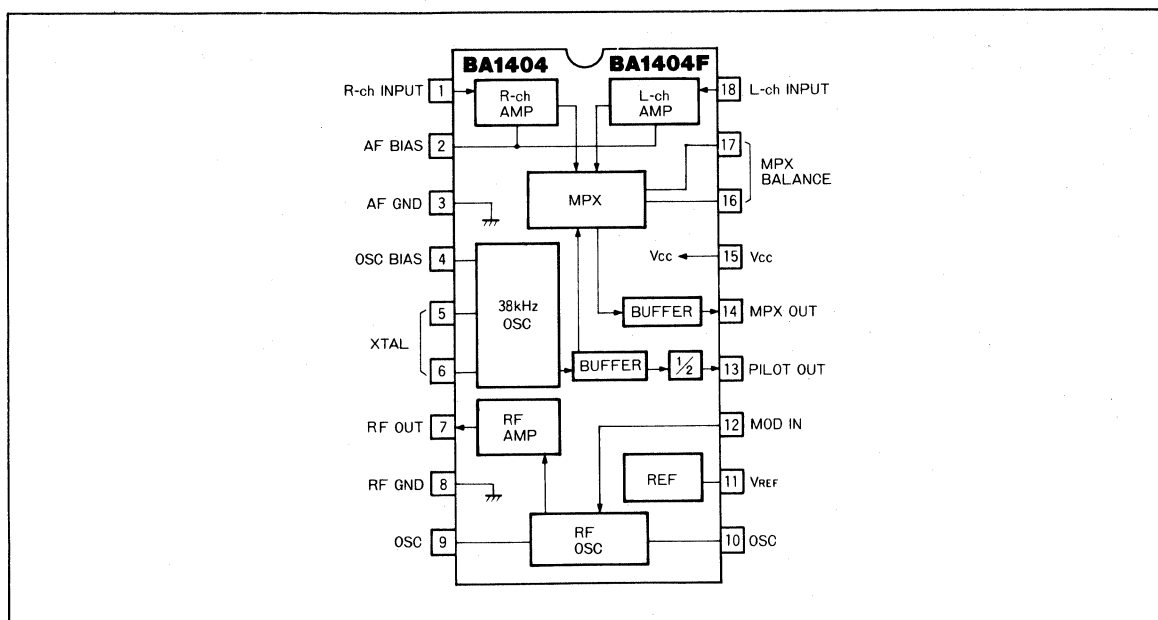 BA1404 BA1404F
R-ch INPUT 1
R-ch
AMP
L-ch
AMP
18 L-ch INPUT
AF BIAS 2
17
MPX
BALANCE
16
MPX
AF GND 3
OSC BIAS 4
38kHz
OSC
Vcc 15 Vcc
5
XTAL
6
BUFFER 14 MPX OUT
BUFFER 1/2 13 PILOT OUT
RF OUT 7
RF
AMP
12 MOD IN
RF GND 8
REF 11 VREF
OSC 9
RF
OSC
10 OSC